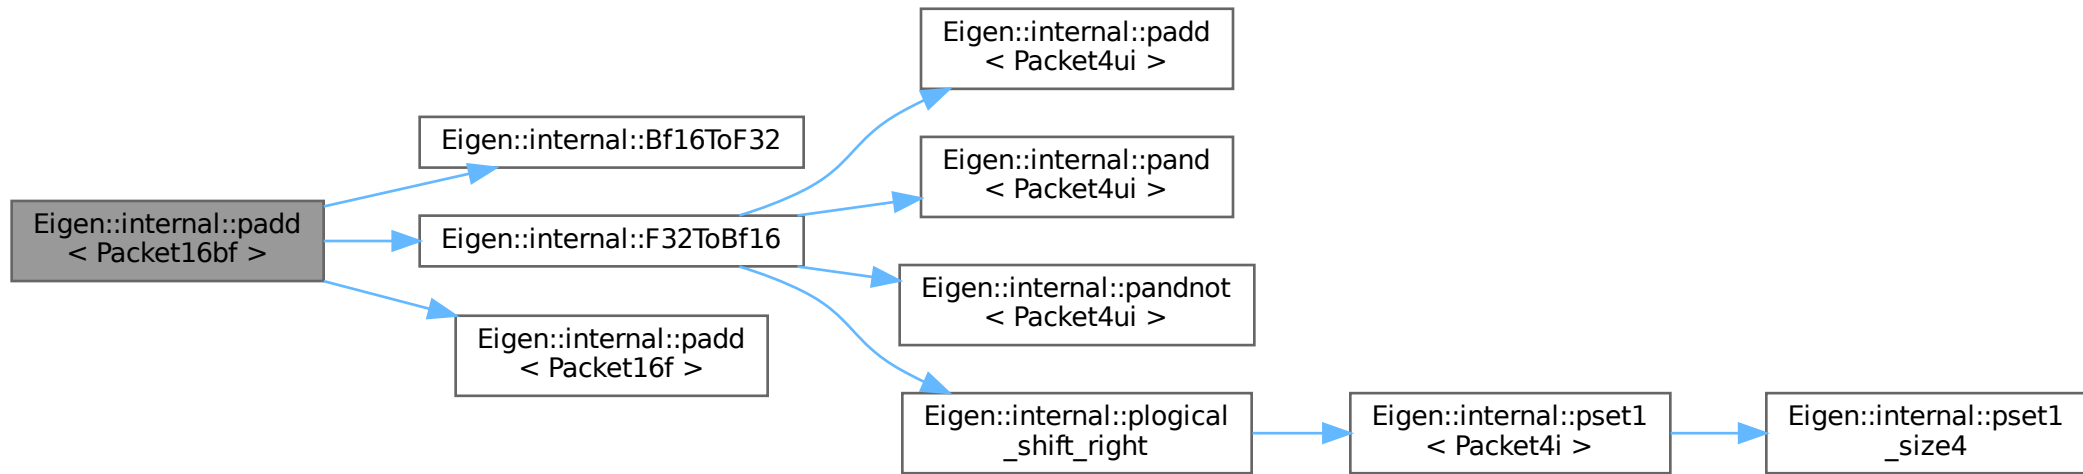 Eigen::internal::padd
< Packet16bf >
Eigen::internal::Bf16ToF32
Eigen::internal::F32ToBf16
Eigen::internal::padd
< Packet4ui >
Eigen::internal::pand
< Packet4ui >
Eigen::internal::pandnot
< Packet4ui >
Eigen::internal::plogical
_shift_right
Eigen::internal::pset1
< Packet4i >
Eigen::internal::pset1
_size4
Eigen::internal::padd
< Packet16f >